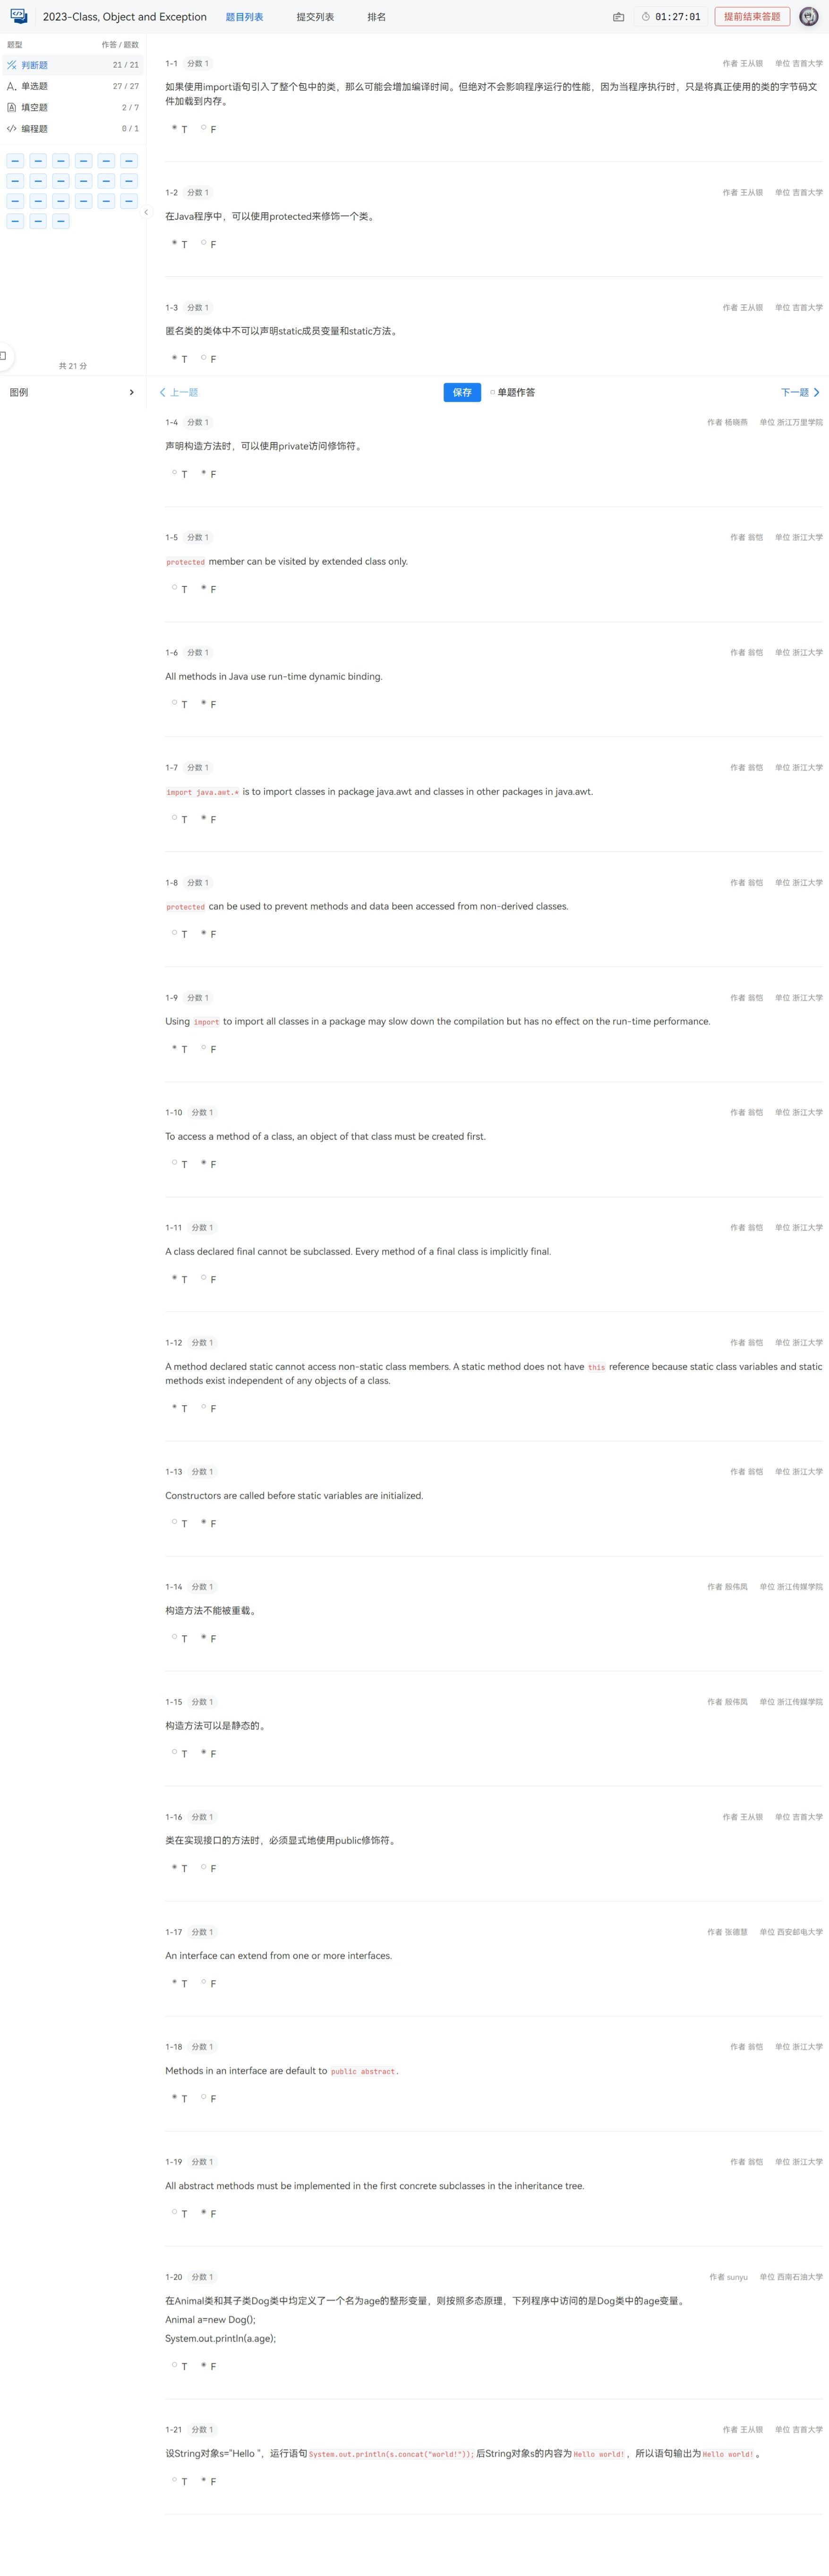 2023-Class, Object and Exception 题目列表 提交列表 排名 01:27:01 提前结束答题
题型 作答 / 题数
判断题 21 / 21
单选题 27 / 27
填空题 2 / 7
编程题 0 / 1
共 21 分
图例
1-1 分数 1 作者 王从银 单位 吉首大学
如果使用import语句引入了整个包中的类，那么可能会增加编译时间。但绝对不会影响程序运行的性能，因为当程序执行时，只是将真正使用的类的字节码文
件加载到内存。
T F
1-2 分数 1 作者 王从银 单位 吉首大学
在Java程序中，可以使用protected来修饰一个类。
T F
1-3 分数 1 作者 王从银 单位 吉首大学
匿名类的类体中不可以声明static成员变量和static方法。
T F
上一题 保存 单题作答 下一题
1-4 分数 1 作者 杨晓燕 单位 浙江万里学院
声明构造方法时，可以使用private访问修饰符。
T F
1-5 分数 1 作者 翁恺 单位 浙江大学
protected member can be visited by extended class only.
T F
1-6 分数 1 作者 翁恺 单位 浙江大学
All methods in Java use run-time dynamic binding.
T F
1-7 分数 1 作者 翁恺 单位 浙江大学
import java.awt.* is to import classes in package java.awt and classes in other packages in java.awt.
T F
1-8 分数 1 作者 翁恺 单位 浙江大学
protected can be used to prevent methods and data been accessed from non-derived classes.
T F
1-9 分数 1 作者 翁恺 单位 浙江大学
Using import to import all classes in a package may slow down the compilation but has no effect on the run-time performance.
T F
1-10 分数 1 作者 翁恺 单位 浙江大学
To access a method of a class, an object of that class must be created first.
T F
1-11 分数 1 作者 翁恺 单位 浙江大学
A class declared final cannot be subclassed. Every method of a final class is implicitly final.
T F
1-12 分数 1 作者 翁恺 单位 浙江大学
A method declared static cannot access non-static class members. A static method does not have this reference because static class variables and static
methods exist independent of any objects of a class.
T F
1-13 分数 1 作者 翁恺 单位 浙江大学
Constructors are called before static variables are initialized.
T F
1-14 分数 1 作者 殷伟凤 单位 浙江传媒学院
构造方法不能被重载。
T F
1-15 分数 1 作者 殷伟凤 单位 浙江传媒学院
构造方法可以是静态的。
T F
1-16 分数 1 作者 王从银 单位 吉首大学
类在实现接口的方法时，必须显式地使用public修饰符。
T F
1-17 分数 1 作者 张德慧 单位 西安邮电大学
An interface can extend from one or more interfaces.
T F
1-18 分数 1 作者 翁恺 单位 浙江大学
Methods in an interface are default to public abstract.
T F
1-19 分数 1 作者 翁恺 单位 浙江大学
All abstract methods must be implemented in the first concrete subclasses in the inheritance tree.
T F
1-20 分数 1 作者 sunyu 单位 西南石油大学
在Animal类和其子类Dog类中均定义了一个名为age的整形变量，则按照多态原理，下列程序中访问的是Dog类中的age变量。
Animal a=new Dog();
System.out.println(a.age);
T F
1-21 分数 1 作者 王从银 单位 吉首大学
设String对象s="Hello "，运行语句System.out.println(s.concat("world!"));后String对象s的内容为Hello world!，所以语句输出为Hello world!。
T F